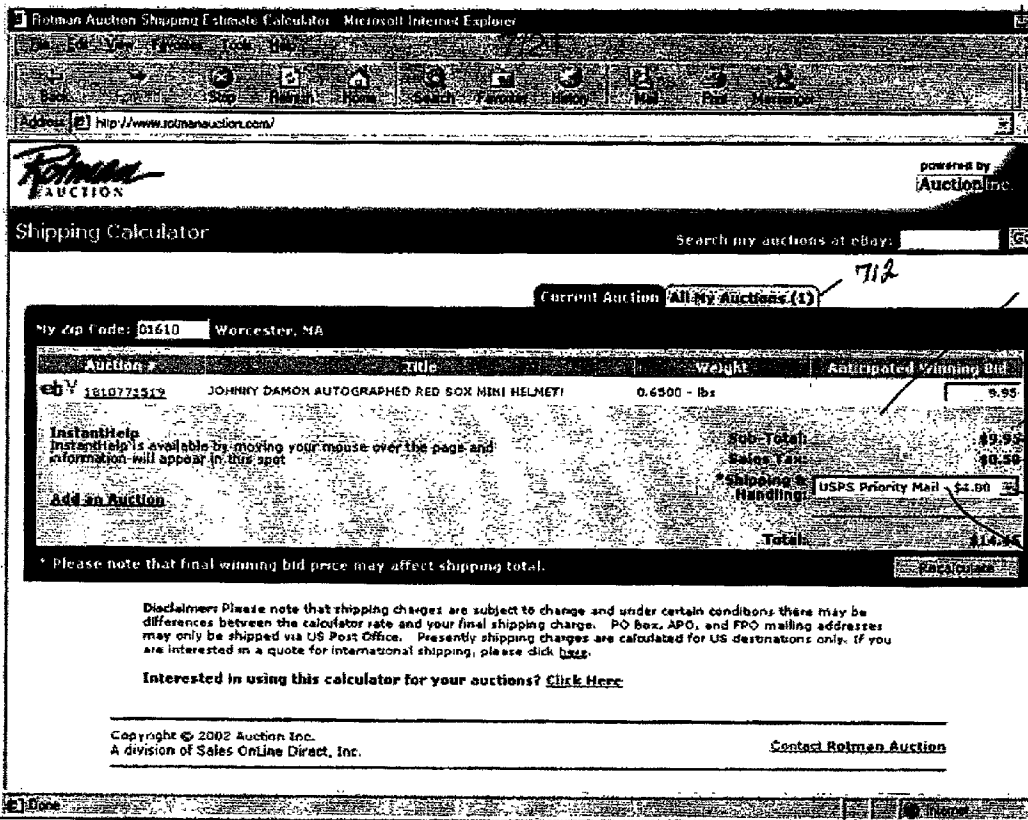 Rotman Auction Shipping Estimate Calculator - Microsoft Internet Explorer
File Edit View Favorites Tools Help
Back Stop Refresh Home Search Favorites History Mail Print Messenger
Address http://www.rotmanauction.com/
Rotman
AUCTION
powered by
AuctionInc.
Shipping Calculator
Search my auctions at eBay:
Go
712
Current Auction All My Auctions (1)
My Zip Code: 01610 Worcester, MA
Auction # Title Weight Anticipated Winning Bid
1810771519 JOHNNY DAMON AUTOGRAPHED RED SOX MINI HELMET! 0.6500 - lbs 9.95
InstantHelp
InstantHelp is available by moving your mouse over the page and
information will appear in this spot
Sub-Total: $9.95
Sales Tax: $0.50
*Shipping &
Handling: USPS Priority Mail - $4.80
Add an Auction
Total:
* Please note that final winning bid price may affect shipping total.
Recalculate
Disclaimer: Please note that shipping charges are subject to change and under certain conditions there may be
differences between the calculator rate and your final shipping charge. PO Box, APO, and FPO mailing addresses
may only be shipped via US Post Office. Presently shipping charges are calculated for US destinations only. If you
are interested in a quote for international shipping, please click here.
Interested in using this calculator for your auctions? Click Here
Copyright © 2002 Auction Inc.
A division of Sales OnLine Direct, Inc.
Contact Rotman Auction
Done
Internet